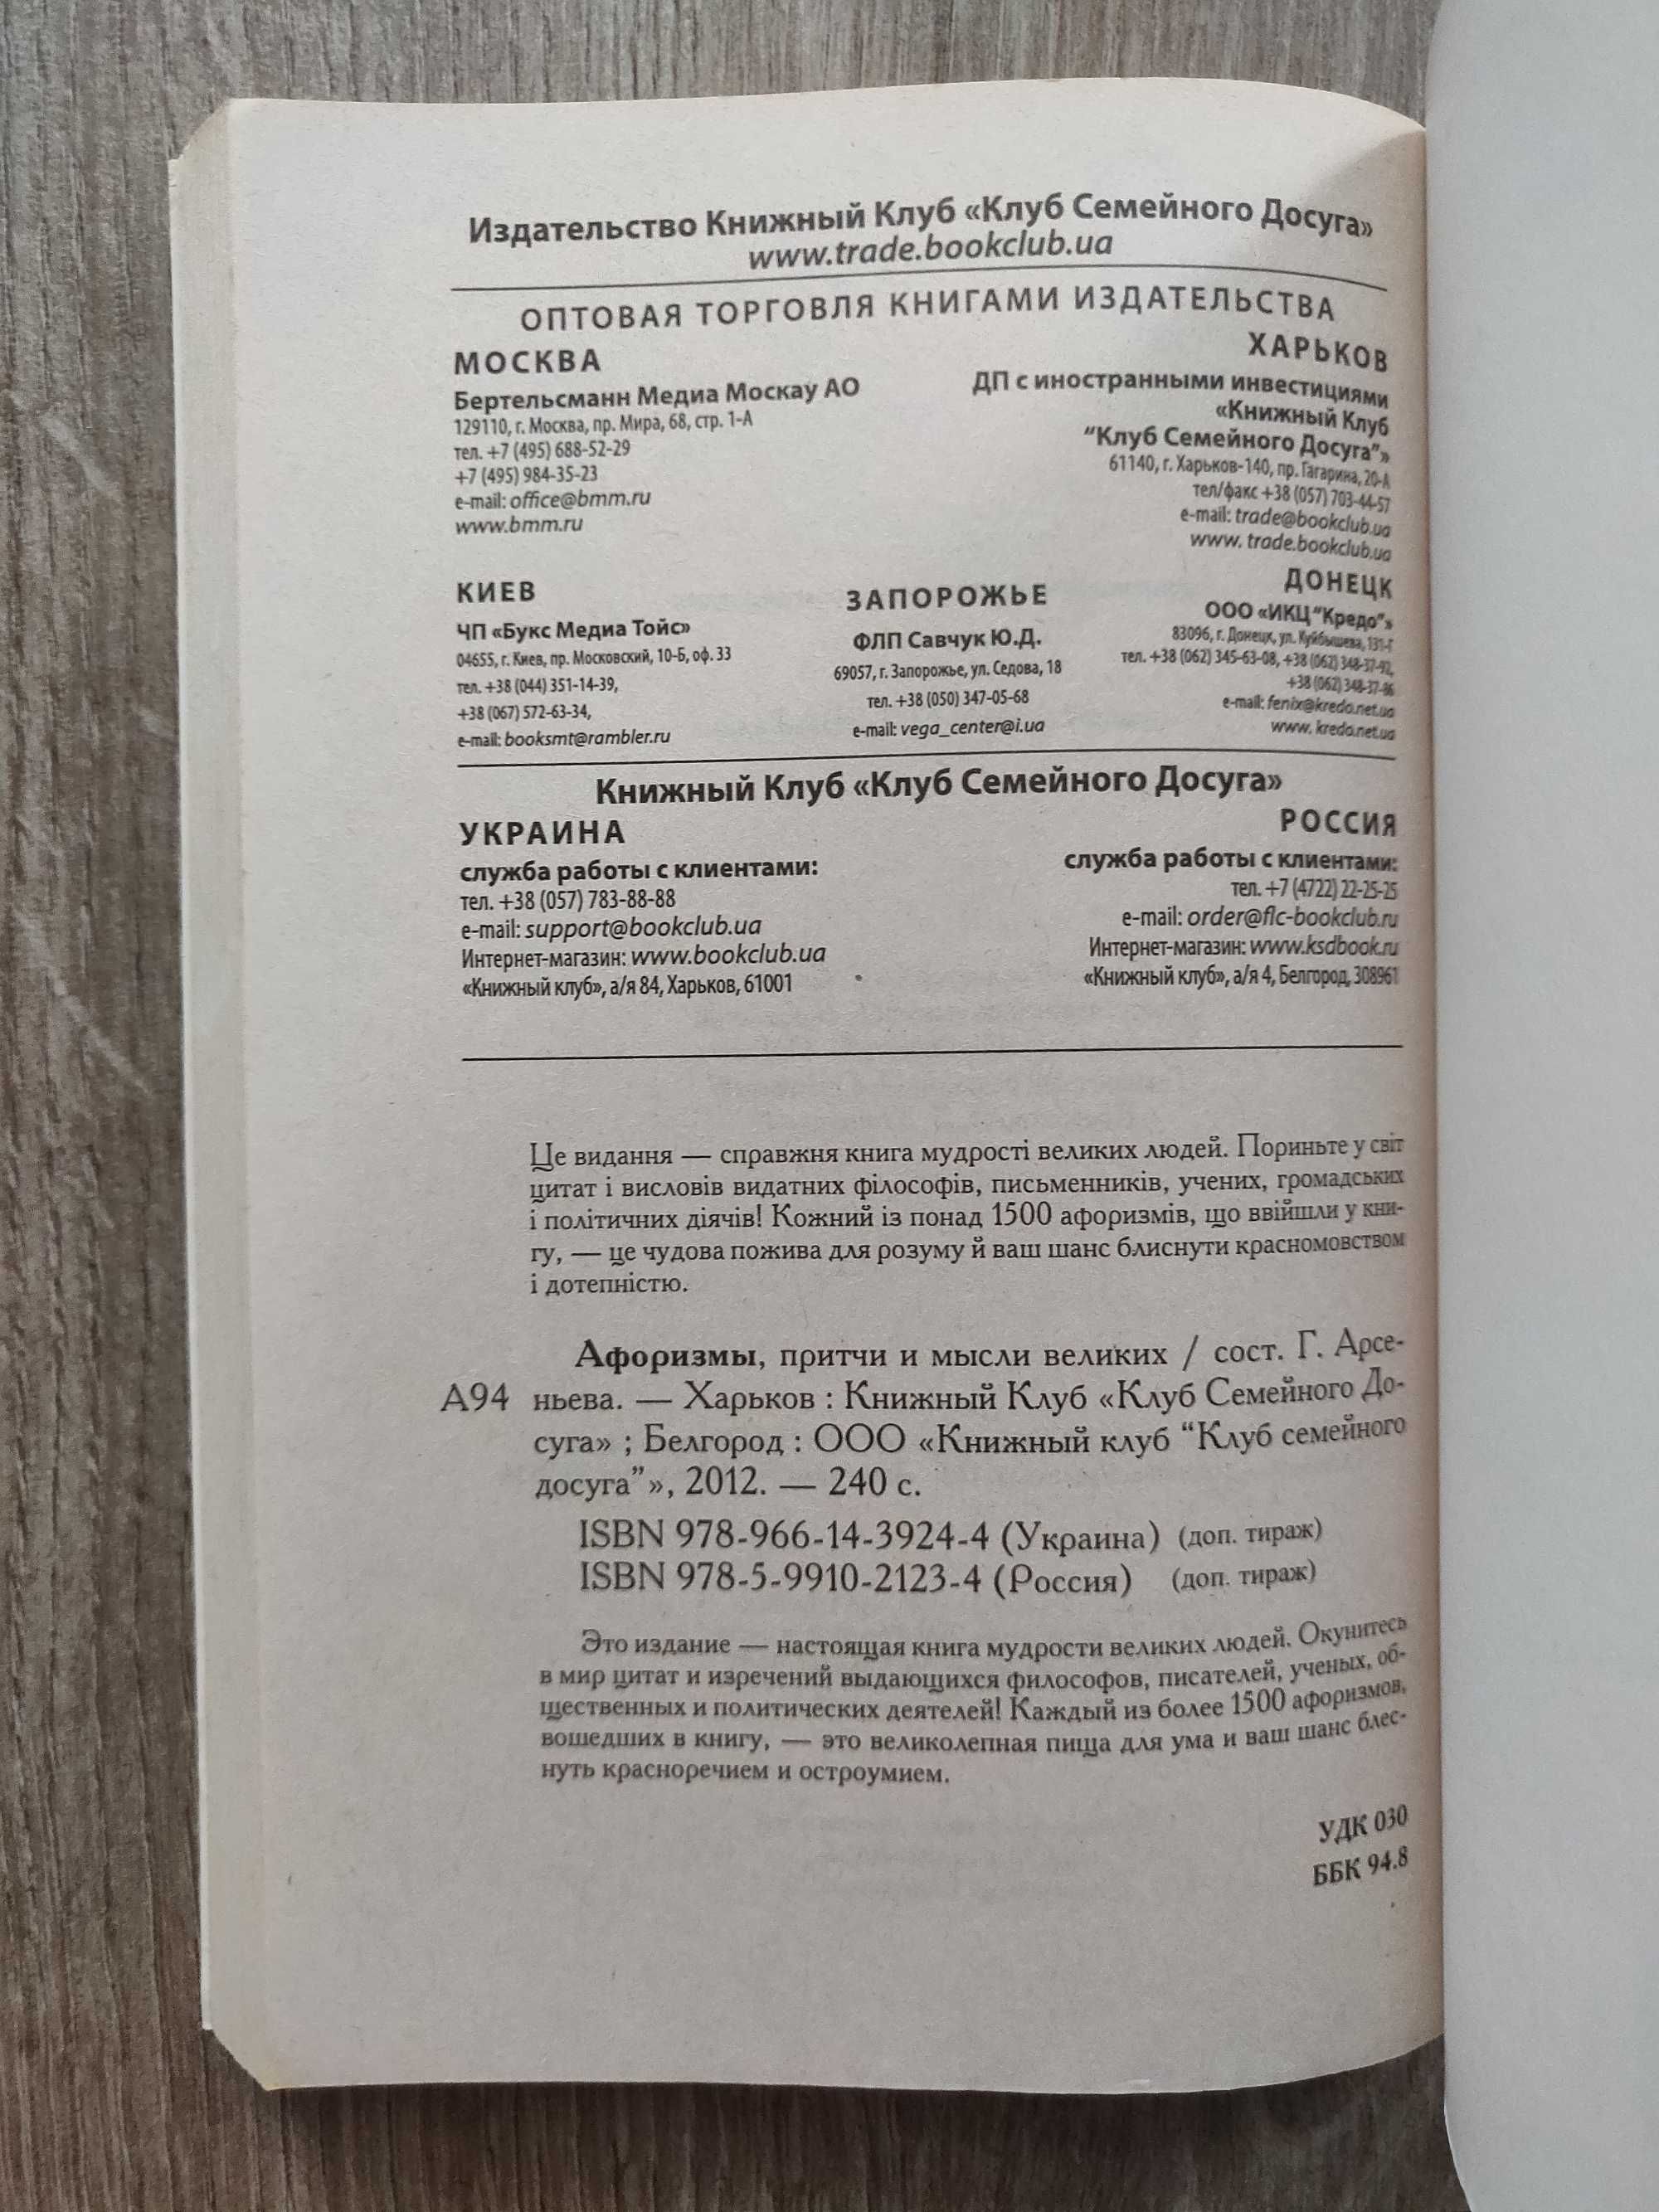 Издательство Книжный Клуб «Клуб Семейного Досуга»
www.trade.bookclub.ua
ОПТОВАЯ ТОРГОВЛЯ КНИГАМИ ИЗДАТЕЛЬСТВА
МОСКВА
Бертельсманн Медиа Москау АО
129110, г. Москва, пр. Мира, 68, стр. 1-А
тел. +7 (495) 688-52-29
+7 (495) 984-35-23
e-mail: office@bmm.ru
www.bmm.ru
ХАРЬКОВ
ДП с иностранными инвестициями
«Книжный Клуб
“Клуб Семейного Досуга”»
61140, г. Харьков-140, пр. Гагарина, 20-А
тел/факс +38 (057) 703-44-57
e-mail: trade@bookclub.ua
www. trade.bookclub.ua
КИЕВ
ЧП «Букс Медиа Тойс»
04655, г. Киев, пр. Московский, 10-Б, оф. 33
тел. +38 (044) 351-14-39,
+38 (067) 572-63-34,
e-mail: booksmt@rambler.ru
ЗАПОРОЖЬЕ
ФЛП Савчук Ю.Д.
69057, г. Запорожье, ул. Седова, 18
тел. +38 (050) 347-05-68
e-mail: vega_center@i.ua
ДОНЕЦК
ООО «ИКЦ “Кредо”»
83096, г. Донецк, ул. Куйбышева, 131-Г
тел. +38 (062) 345-63-08, +38 (062) 348-37-92,
+38 (062) 348-37-86
e-mail: fenix@kredo.net.ua
www. kredo.net.ua
Книжный Клуб «Клуб Семейного Досуга»
УКРАИНА
служба работы с клиентами:
тел. +38 (057) 783-88-88
e-mail: support@bookclub.ua
Интернет-магазин: www.bookclub.ua
«Книжный клуб», а/я 84, Харьков, 61001
РОССИЯ
служба работы с клиентами:
тел. +7 (4722) 22-25-25
e-mail: order@flc-bookclub.ru
Интернет-магазин: www.ksdbook.ru
«Книжный клуб», а/я 4, Белгород, 308961
Це видання — справжня книга мудрості великих людей. Пориньте у світ
цитат і висловів видатних філософів, письменників, учених, громадських
і політичних діячів! Кожний із понад 1500 афоризмів, що ввійшли у кни-
гу, — це чудова пожива для розуму й ваш шанс блиснути красномовством
і дотепністю.
Афоризмы, притчи и мысли великих / сост. Г. Арсе-
А94 ньева. — Харьков : Книжный Клуб «Клуб Семейного До-
суга» ; Белгород : ООО «Книжный клуб “Клуб семейного
досуга”», 2012. — 240 с.
ISBN 978-966-14-3924-4 (Украина) (доп. тираж)
ISBN 978-5-9910-2123-4 (Россия) (доп. тираж)
Это издание — настоящая книга мудрости великих людей. Окунитесь
в мир цитат и изречений выдающихся философов, писателей, ученых, об-
щественных и политических деятелей! Каждый из более 1500 афоризмов,
вошедших в книгу, — это великолепная пища для ума и ваш шанс блес-
нуть красноречием и остроумием.
УДК 030
ББК 94.8